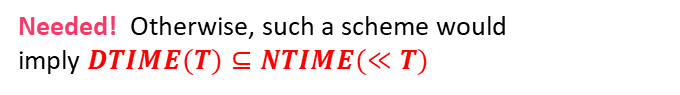 Needed! Otherwise, such a scheme would
imply DTIME(T) ⊆ NTIME(≪ T)